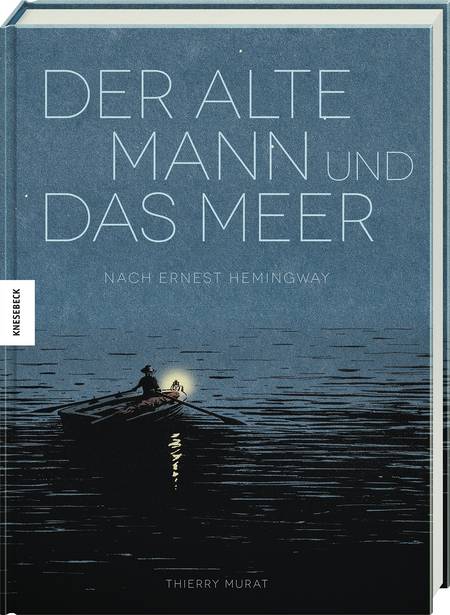 DER ALTE
MANN UND
DAS MEER
NACH ERNEST HEMINGWAY
KNESEBECK
THIERRY MURAT